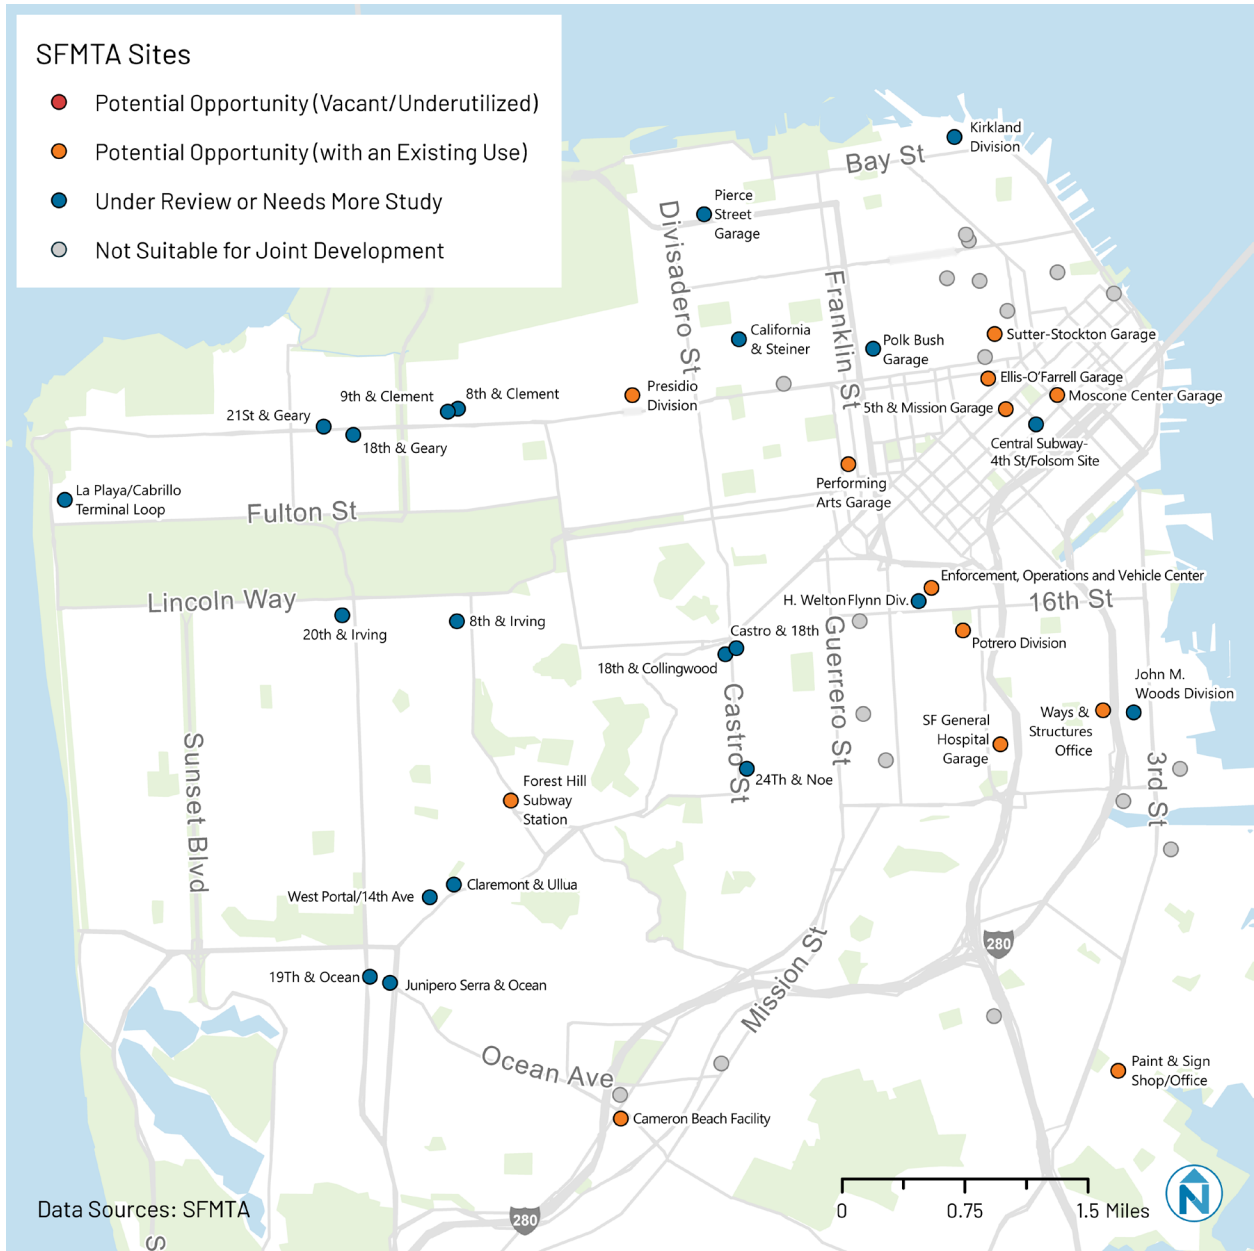 SFMTA Sites
Potential Opportunity (Vacant/Underutilized)
Potential Opportunity (with an Existing Use)
Under Review or Needs More Study
Not Suitable for Joint Development
Kirkland
Division
Bay St
Pierce
Street
Garage
Divisadero St
Franklin St
California
& Steiner
Polk Bush
Garage
Sutter-Stockton Garage
Ellis-O'Farrell Garage
Moscone Center Garage
5th & Mission Garage
Central Subway-
4th St/Folsom Site
Presidio
Division
9th & Clement
8th & Clement
21St & Geary
18th & Geary
Performing
Arts Garage
La Playa/Cabrillo
Terminal Loop
Fulton St
Lincoln Way
Enforcement, Operations and Vehicle Center
H. Welton Flynn Div.
16th St
20th & Irving
8th & Irving
Castro & 18th
18th & Collingwood
Guerrero St
Potrero Division
John M.
Woods Division
Castro St
Ways &
Structures
Office
SF General
Hospital
Garage
Sunset Blvd
24Th & Noe
3rd St
Forest Hill
Subway
Station
Claremont & Ullua
West Portal/14th Ave
280
Mission St
19Th & Ocean
Junipero Serra & Ocean
Ocean Ave
Paint & Sign
Shop/Office
Cameron Beach Facility
Data Sources: SFMTA
280
0
0.75
1.5 Miles
N
S